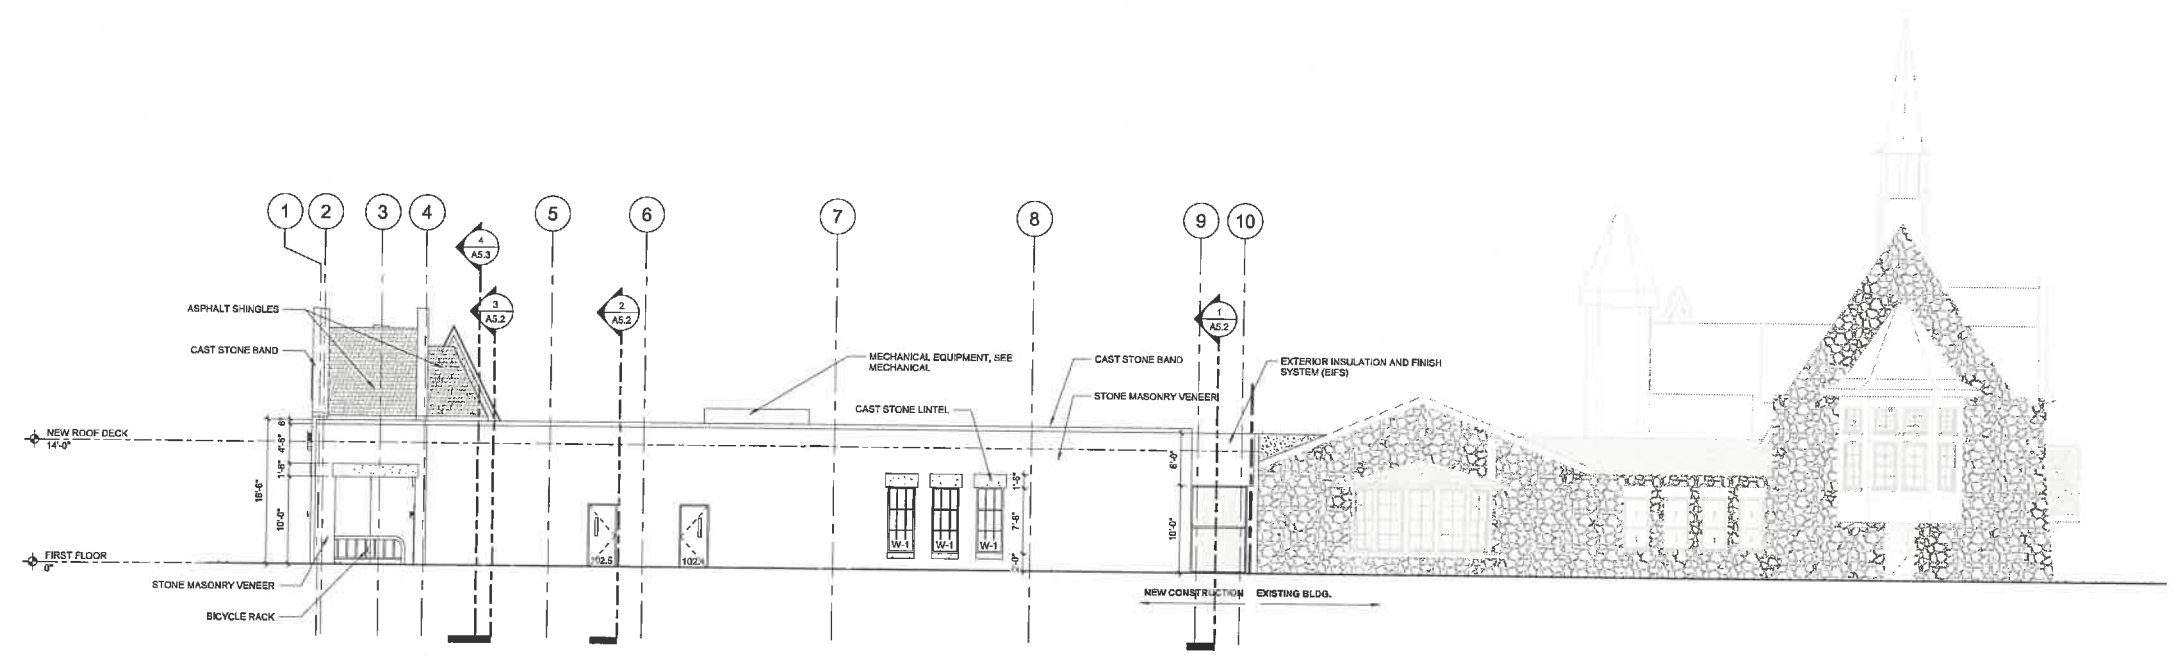 1 2 3 4 5 6 7 8 9 10
4
A5.3
3
A5.2
2
A5.2
1
A5.2
ASPHALT SHINGLES
CAST STONE BAND
MECHANICAL EQUIPMENT, SEE
MECHANICAL
CAST STONE BAND
EXTERIOR INSULATION AND FINISH
SYSTEM (EIFS)
STONE MASONRY VENEER
CAST STONE LINTEL
NEW ROOF DECK
14'-0"
6"
4'-6"
1'-6"
10'-0"
16'-6"
6'-0"
10'-0"
1'-6"
7'-6"
2'-0"
W-1 W-1 W-1
102.5
FIRST FLOOR
0"
STONE MASONRY VENEER
BICYCLE RACK
NEW CONSTRUCTION EXISTING BLDG.